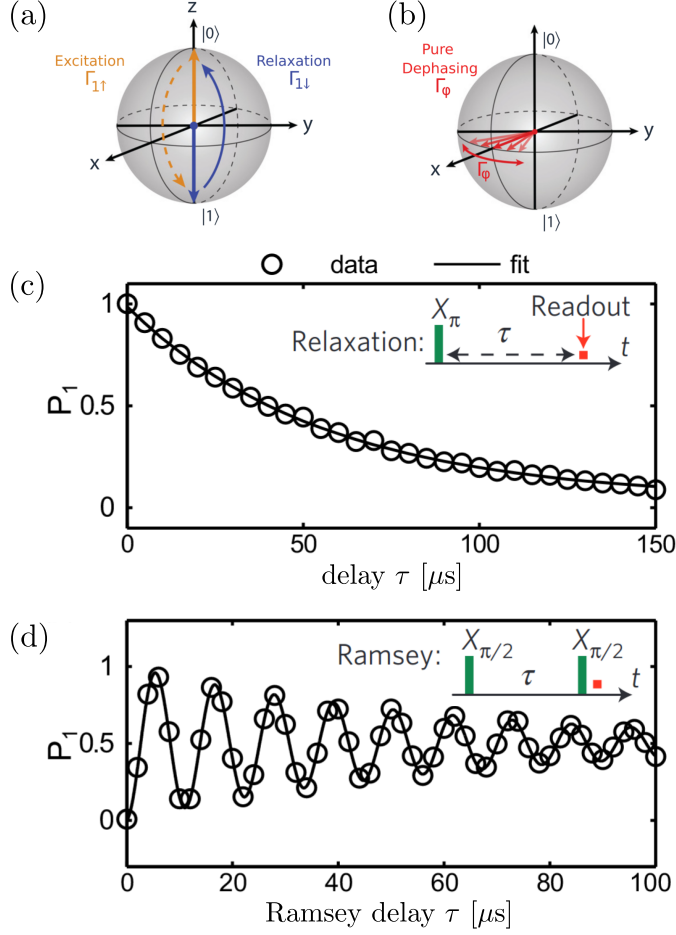 (a)
z
|0⟩
Excitation
Γ1↑
Relaxation
Γ1↓
y
x
|1⟩
(b)
|0⟩
Pure
Dephasing
Γφ
y
x
Γφ
|1⟩
(c)
data
fit
Readout
Xπ
Relaxation:
τ
t
1
0.5
0
P1
0
50
100
150
delay τ [μs]
(d)
Ramsey:
Xπ/2
Xπ/2
τ
t
1
0.5
0
P1
0
20
40
60
80
100
Ramsey delay τ [μs]